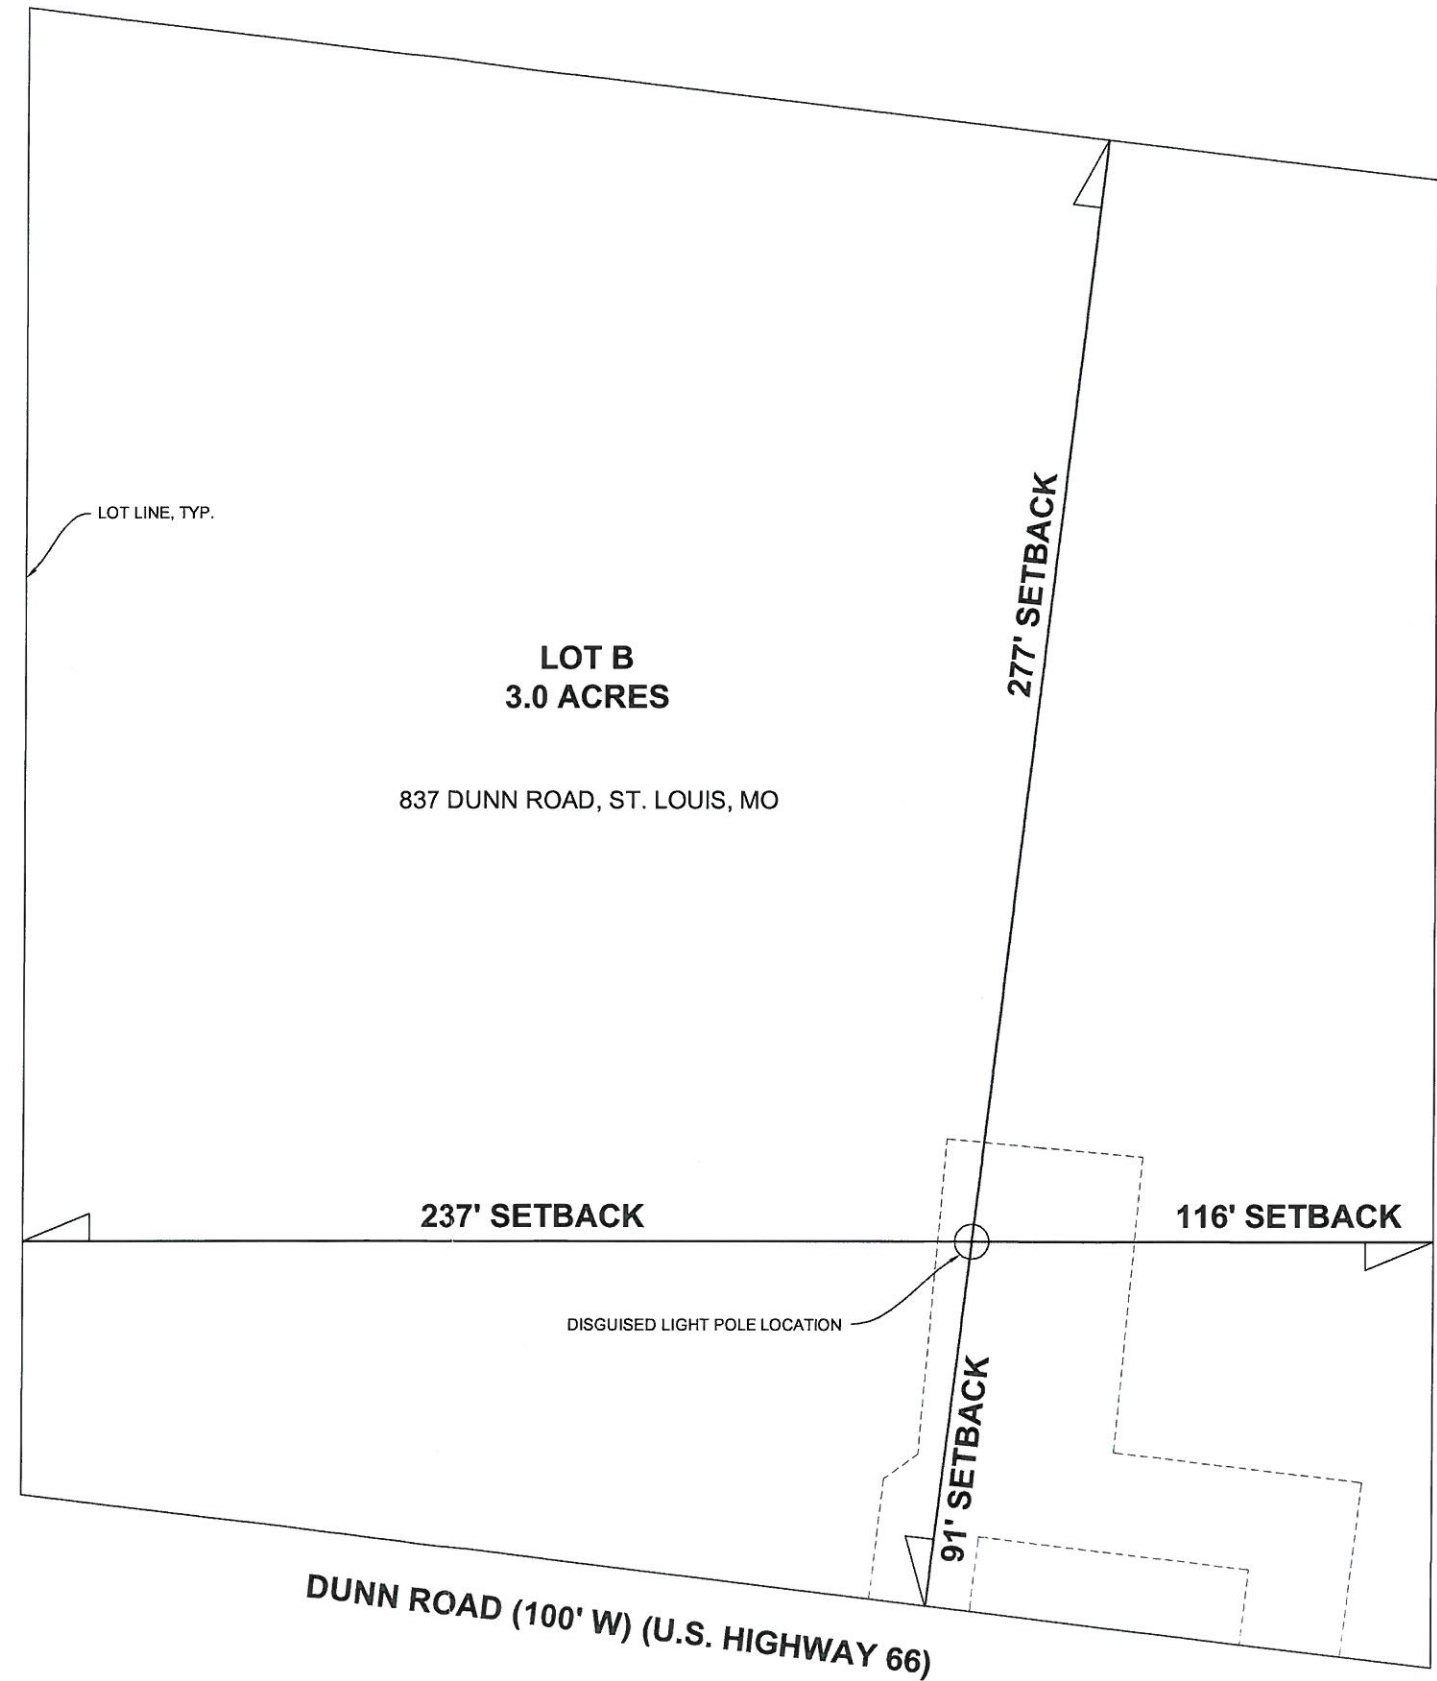 LOT LINE, TYP.
277' SETBACK
LOT B
3.0 ACRES
837 DUNN ROAD, ST. LOUIS, MO
237' SETBACK
116' SETBACK
DISGUISED LIGHT POLE LOCATION
91' SETBACK
DUNN ROAD (100' W) (U.S. HIGHWAY 66)